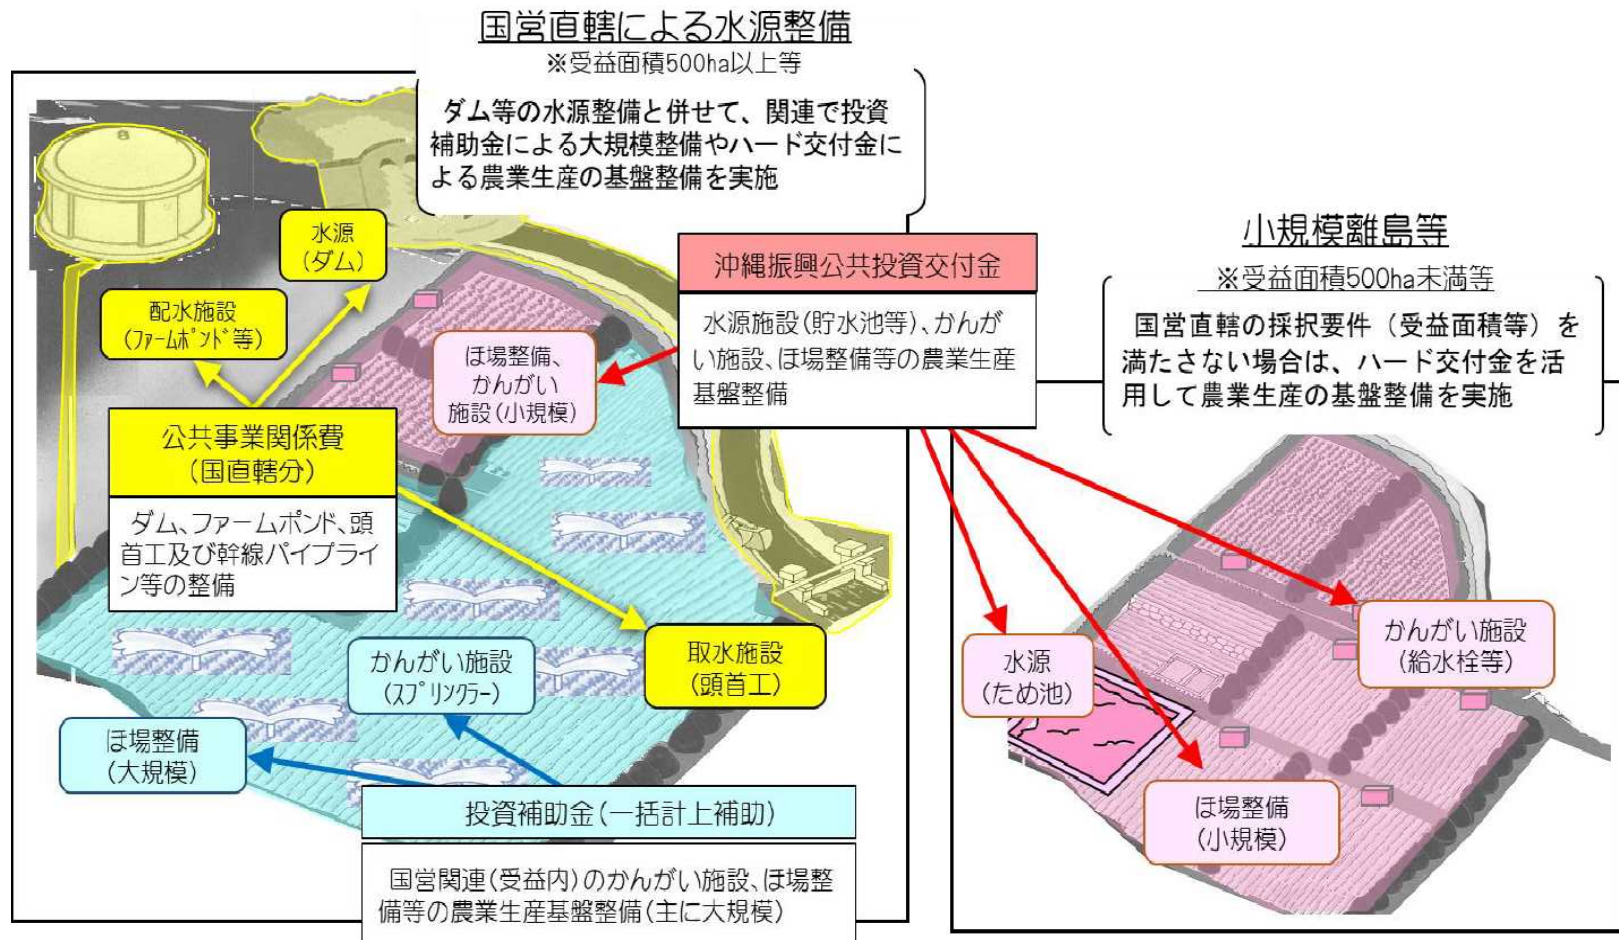 国営直轄による水源整備
※受益面積500ha以上等
ダム等の水源整備と併せて、関連で投資
補助金による大規模整備やハード交付金に
よる農業生産の基盤整備を実施
水源
(ダム)
配水施設
(ファームポンド等)
公共事業関係費
(国直轄分)
ダム、ファームポンド、頭
首工及び幹線パイプライ
ン等の整備
ほ場整備、
かんがい
施設(小規模)
沖縄振興公共投資交付金
水源施設(貯水池等)、かんが
い施設、ほ場整備等の農業生産
基盤整備
取水施設
(頭首工)
かんがい施設
(スプリンクラー)
ほ場整備
(大規模)
投資補助金(一括計上補助)
国営関連(受益内)のかんがい施設、ほ場整
備等の農業生産基盤整備(主に大規模)
小規模離島等
※受益面積500ha未満等
国営直轄の採択要件（受益面積等）を
満たさない場合は、ハード交付金を活
用して農業生産の基盤整備を実施
水源
(ため池)
かんがい施設
(給水栓等)
ほ場整備
(小規模)